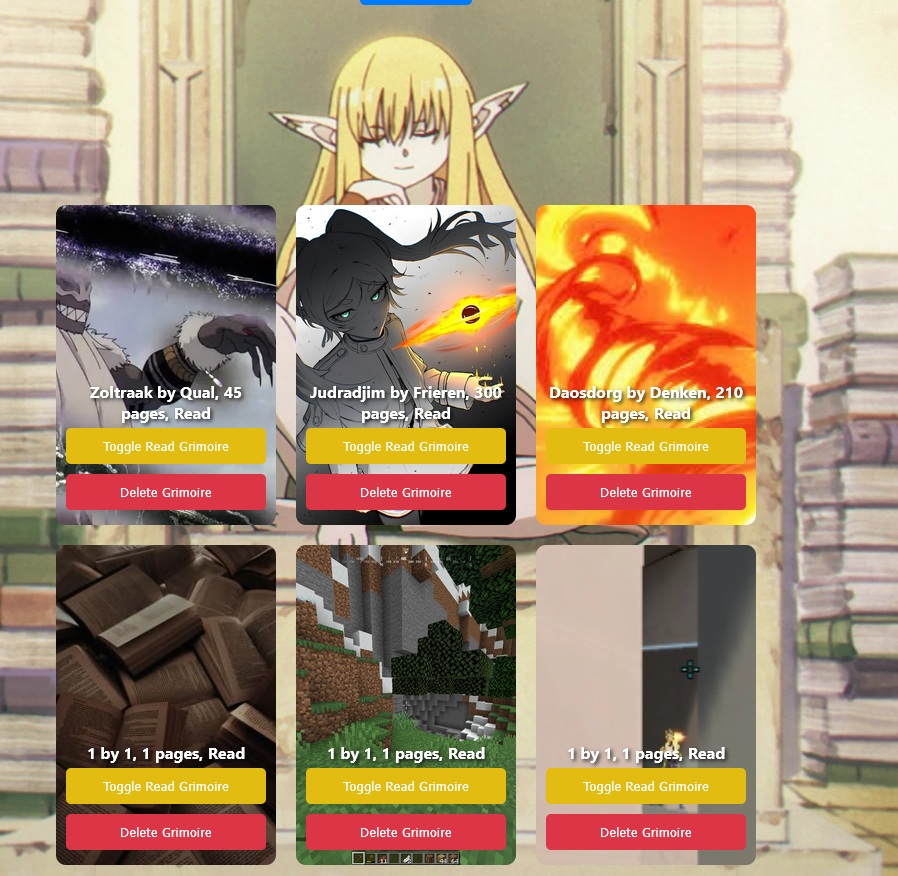 Zoltraak by Qual, 45
pages, Read
Toggle Read Grimoire
Delete Grimoire
Judradjim by Frieren, 300
pages, Read
Toggle Read Grimoire
Delete Grimoire
Daosdorg by Denken, 210
pages, Read
Toggle Read Grimoire
Delete Grimoire
1 by 1, 1 pages, Read
Toggle Read Grimoire
Delete Grimoire
1 by 1, 1 pages, Read
Toggle Read Grimoire
Delete Grimoire
1 by 1, 1 pages, Read
Toggle Read Grimoire
Delete Grimoire